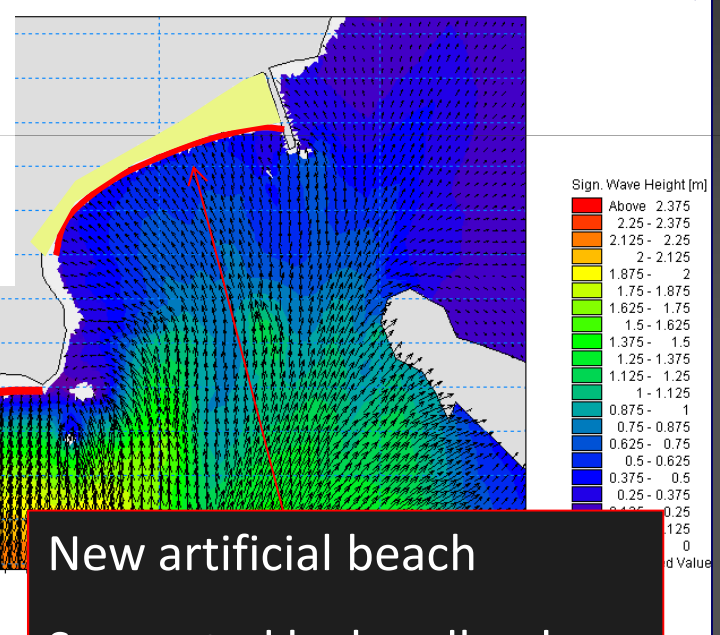 Sign. Wave Height [m]
Above 2.375
2.25 - 2.375
2.125 - 2.25
2 - 2.125
1.875 - 2
1.75 - 1.875
1.625 - 1.75
1.5 - 1.625
1.375 - 1.5
1.25 - 1.375
1.125 - 1.25
1 - 1.125
0.875 - 1
0.75 - 0.875
0.625 - 0.75
0.5 - 0.625
0.375 - 0.5
0.25 - 0.375
0.25
.125
0
d Value
New artificial beach